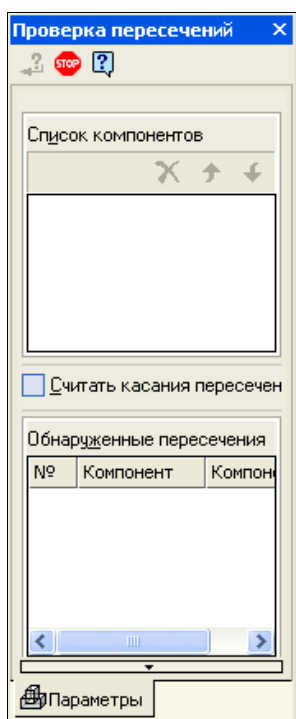 Проверка пересечений
STOP
Список компонентов
Считать касания пересечен
Обнаруженные пересечения
№ Компонент Компоне
Параметры